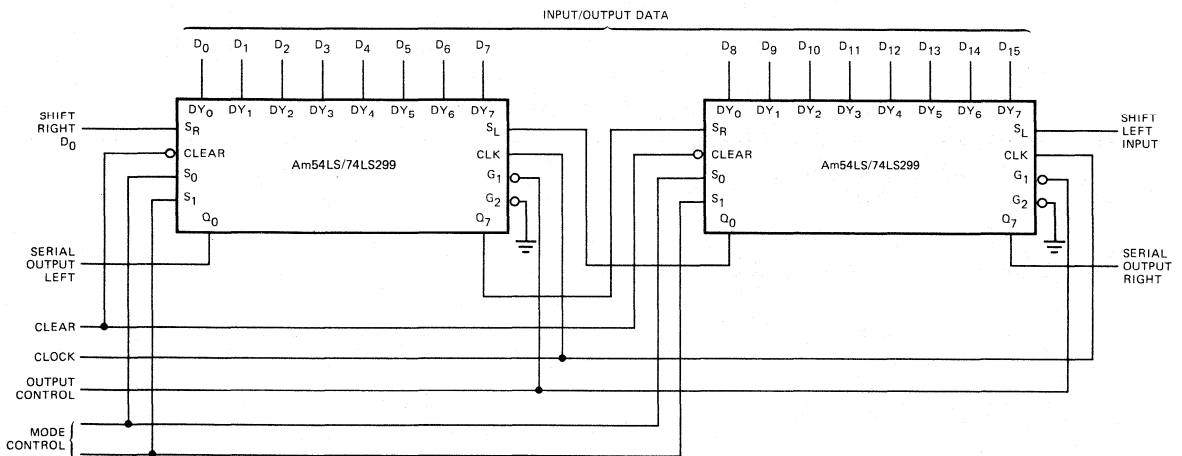 INPUT/OUTPUT DATA
D0 D1 D2 D3 D4 D5 D6 D7
D8 D9 D10 D11 D12 D13 D14 D15
DY0 DY1 DY2 DY3 DY4 DY5 DY6 DY7
DY0 DY1 DY2 DY3 DY4 DY5 DY6 DY7
SHIFT
RIGHT
D0
SR
CLEAR
S0
S1
Q0
Am54LS/74LS299
SL
CLK
G1
G2
Q7
SR
CLEAR
S0
S1
Q0
Am54LS/74LS299
SL
CLK
G1
G2
Q7
SHIFT
LEFT
INPUT
SERIAL
OUTPUT
LEFT
SERIAL
OUTPUT
RIGHT
CLEAR
CLOCK
OUTPUT
CONTROL
MODE
CONTROL